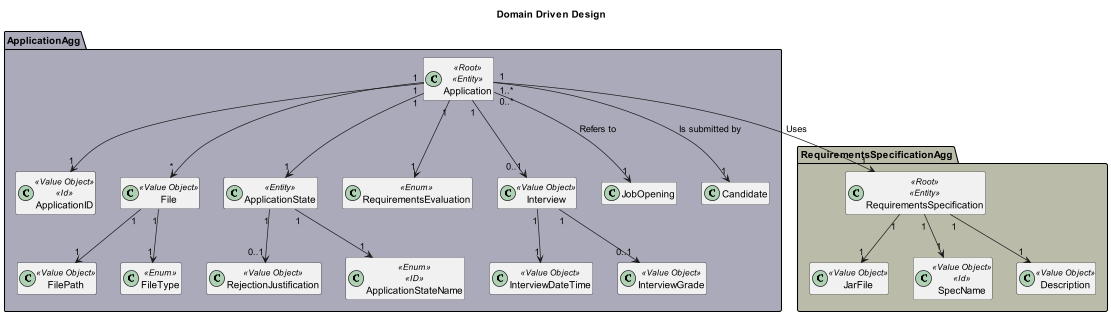 Domain Driven Design
ApplicationAgg
«Root»
«Entity»
Application
1
1
1
1
1
1
1..*
0..*
Refers to
Is submitted by
Uses
RequirementsSpecificationAgg
1
*
1
1
0..1
1
1
1
«Value Object»
«Id»
ApplicationID
«Value Object»
File
«Entity»
ApplicationState
«Enum»
RequirementsEvaluation
«Value Object»
Interview
JobOpening
Candidate
«Root»
«Entity»
RequirementsSpecification
1
1
1
1
1
1
1
1
1
1
1
0..1
1
1
0..1
1
1
1
«Value Object»
FilePath
«Enum»
FileType
«Value Object»
RejectionJustification
«Enum»
«ID»
ApplicationStateName
«Value Object»
InterviewDateTime
«Value Object»
InterviewGrade
«Value Object»
JarFile
«Value Object»
«Id»
SpecName
«Value Object»
Description